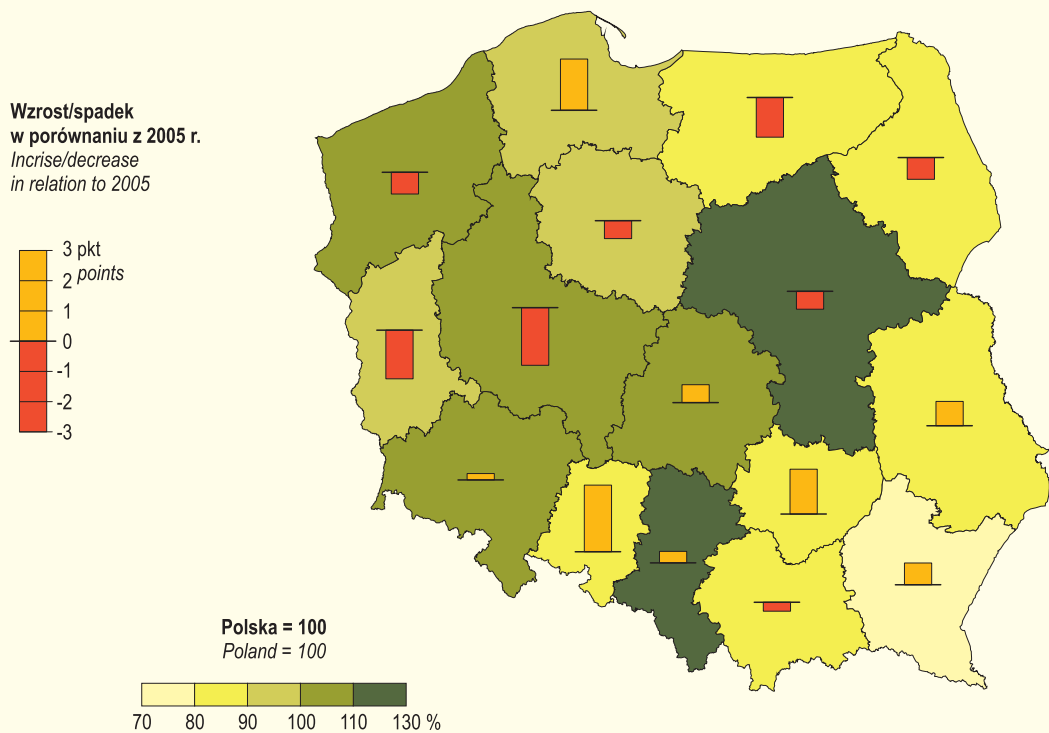 Wzrost/spadek
w porównaniu z 2005 r.
Incrise/decrease
in relation to 2005
3 pkt
points
2
1
0
-1
-2
-3
Polska = 100
Poland = 100
70 80 90 100 110 130 %